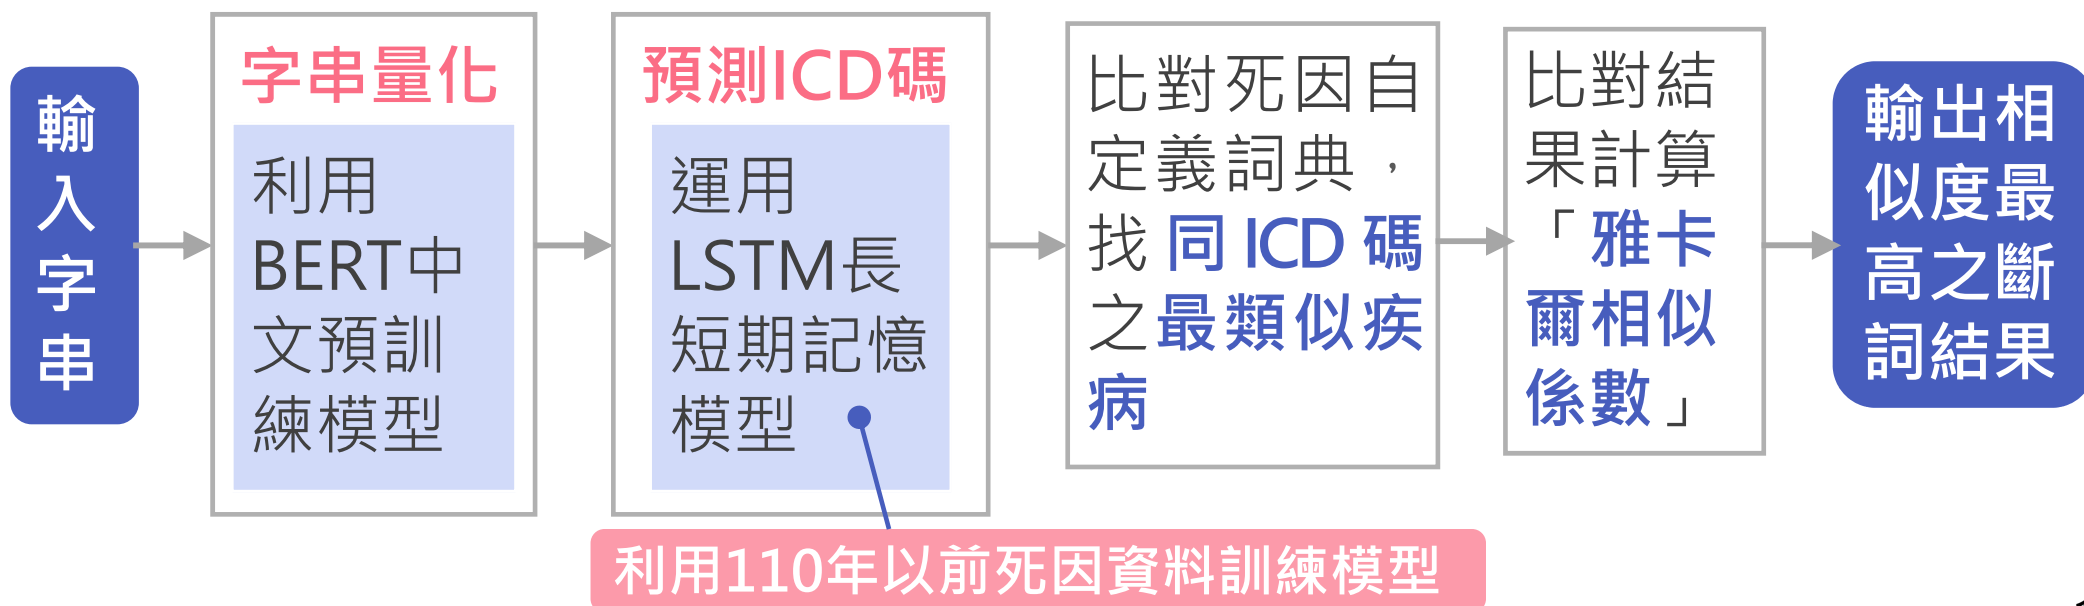 輸
入
字
串
字串量化
利用
BERT中
文預訓
練模型
預測ICD碼
運用
LSTM長
短期記憶
模型
比對死因自
定義詞典，
找同ICD碼
之最類似疾
病
比對結
果計算
「雅卡
爾相似
係數」
輸出相
似度最
高之斷
詞結果
利用110年以前死因資料訓練模型